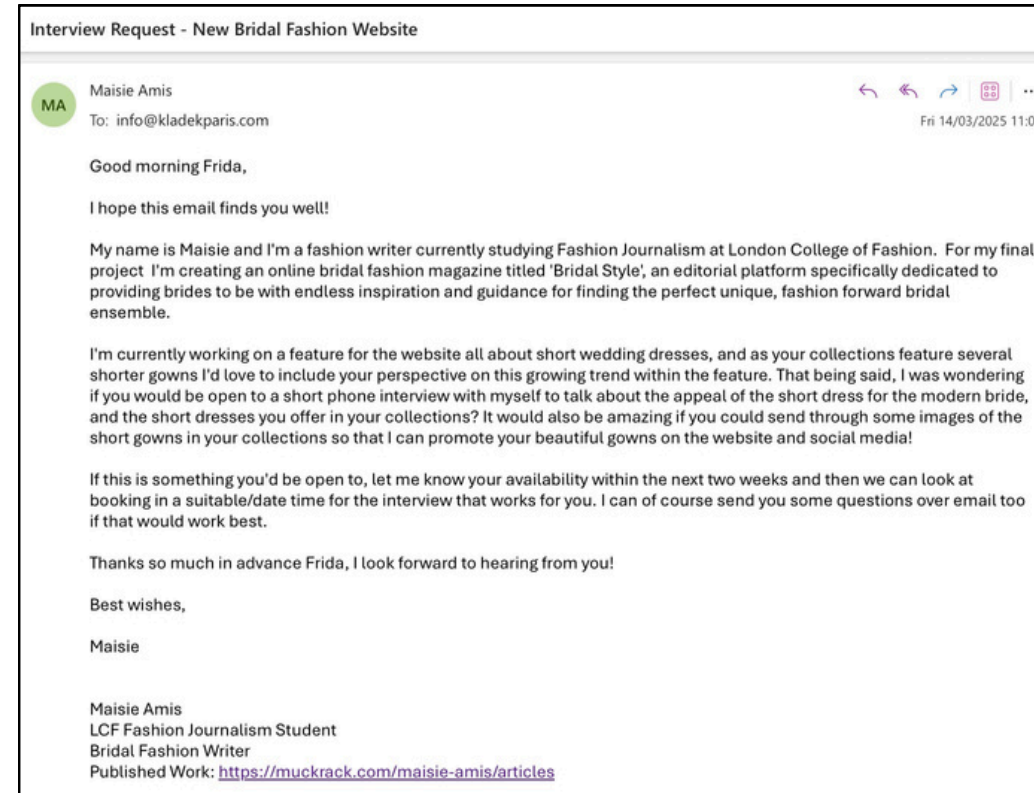 Interview Request - New Bridal Fashion Website
MA
Maisie Amis
To: info@kladekparis.com
Fri 14/03/2025 11:0
Good morning Frida,
I hope this email finds you well!
My name is Maisie and I'm a fashion writer currently studying Fashion Journalism at London College of Fashion.  For my final
project  I'm creating an online bridal fashion magazine titled 'Bridal Style', an editorial platform specifically dedicated to
providing brides to be with endless inspiration and guidance for finding the perfect unique, fashion forward bridal
ensemble.
I'm currently working on a feature for the website all about short wedding dresses, and as your collections feature several
shorter gowns I'd love to include your perspective on this growing trend within the feature. That being said, I was wondering
if you would be open to a short phone interview with myself to talk about the appeal of the short dress for the modern bride,
and the short dresses you offer in your collections? It would also be amazing if you could send through some images of the
short gowns in your collections so that I can promote your beautiful gowns on the website and social media!
If this is something you'd be open to, let me know your availability within the next two weeks and then we can look at
booking in a suitable/date time for the interview that works for you. I can of course send you some questions over email too
if that would work best.
Thanks so much in advance Frida, I look forward to hearing from you!
Best wishes,
Maisie
Maisie Amis
LCF Fashion Journalism Student
Bridal Fashion Writer
Published Work: https://muckrack.com/maisie-amis/articles